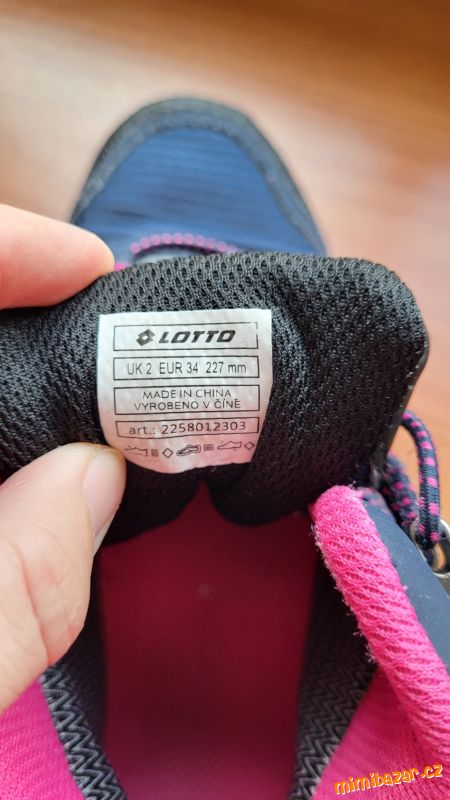 LOTTO
UK 2 EUR 34 227 mm
MADE IN CHINA
VYROBENO V ČÍNĚ
art.: 2258012303
mimibazar.cz